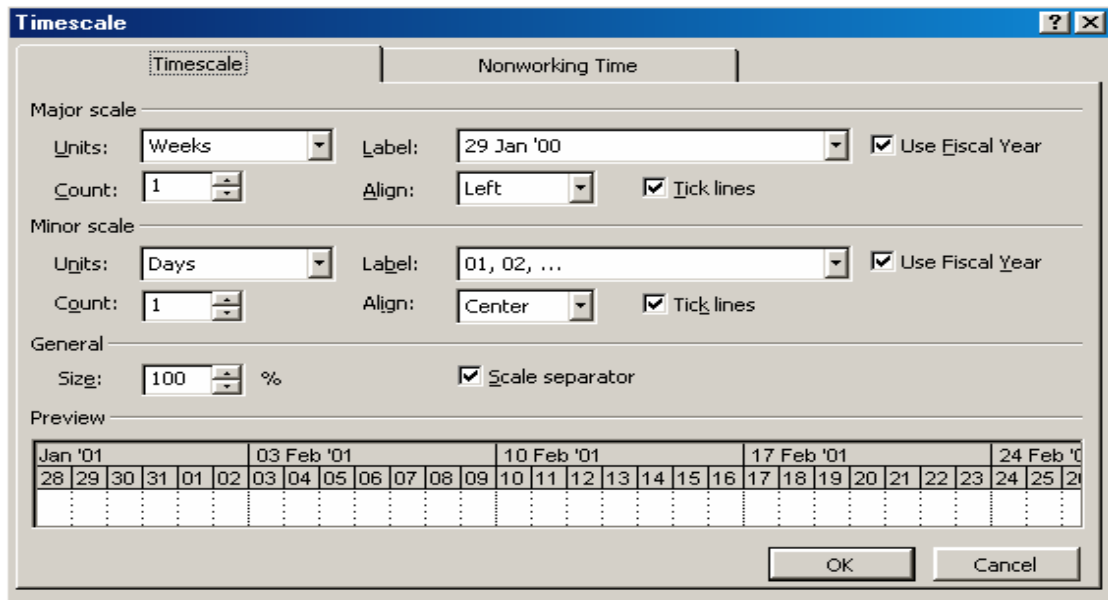 Timescale
Timescale Nonworking Time
Major scale
Units: Weeks Label: 29 Jan '00 Use Fiscal Year
Count: 1 Align: Left Tick lines
Minor scale
Units: Days Label: 01, 02, ... Use Fiscal Year
Count: 1 Align: Center Tick lines
General
Size: 100 % Scale separator
Preview
Jan '01 03 Feb '01 10 Feb '01 17 Feb '01 24 Feb '0
28 29 30 31 01 02 03 04 05 06 07 08 09 10 11 12 13 14 15 16 17 18 19 20 21 22 23 24 25
OK Cancel